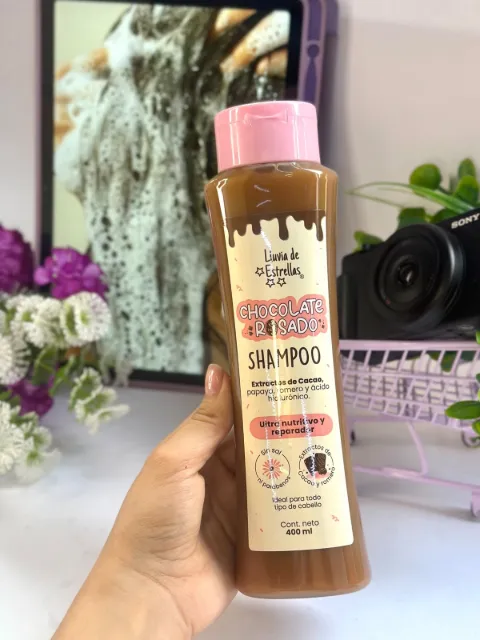 SONY
Lluvia de
Estrellas
CHOCOLATE
ROSADO
SHAMPOO
Extractos de Cacao,
papaya, romero y ácido
hialurónico.
Ultra nutritivo y
reparador
Sin sal
ni parabenos
Extractos de
Cacao y romero
Ideal para todo
tipo de cabello
Cont. neto
400 ml